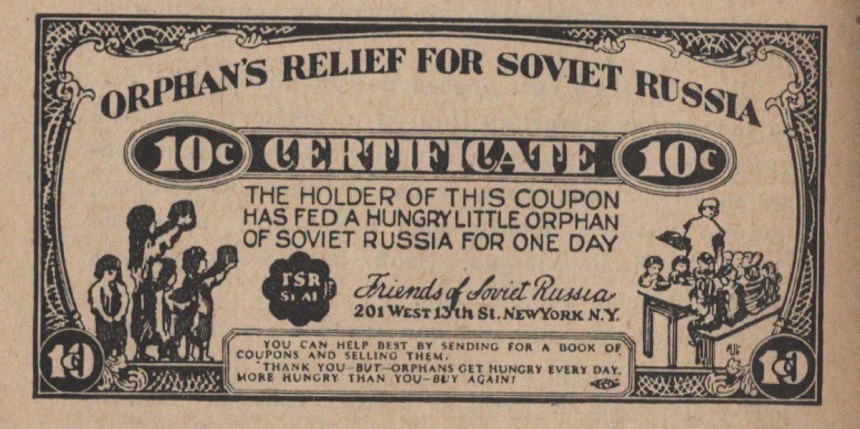 ORPHAN'S RELIEF FOR SOVIET RUSSIA
10c CERTIFICATE 10c
THE HOLDER OF THIS COUPON
HAS FED A HUNGRY LITTLE ORPHAN
OF SOVIET RUSSIA FOR ONE DAY
Friends of Soviet Russia
201 WEST 13th St. NEW YORK N.Y.
YOU CAN HELP BEST BY SENDING FOR A BOOK OF
COUPONS AND SELLING THEM.
THANK YOU—BUT—ORPHANS GET HUNGRY EVERY DAY.
MORE HUNGRY THAN YOU—BUY AGAIN!
10 10